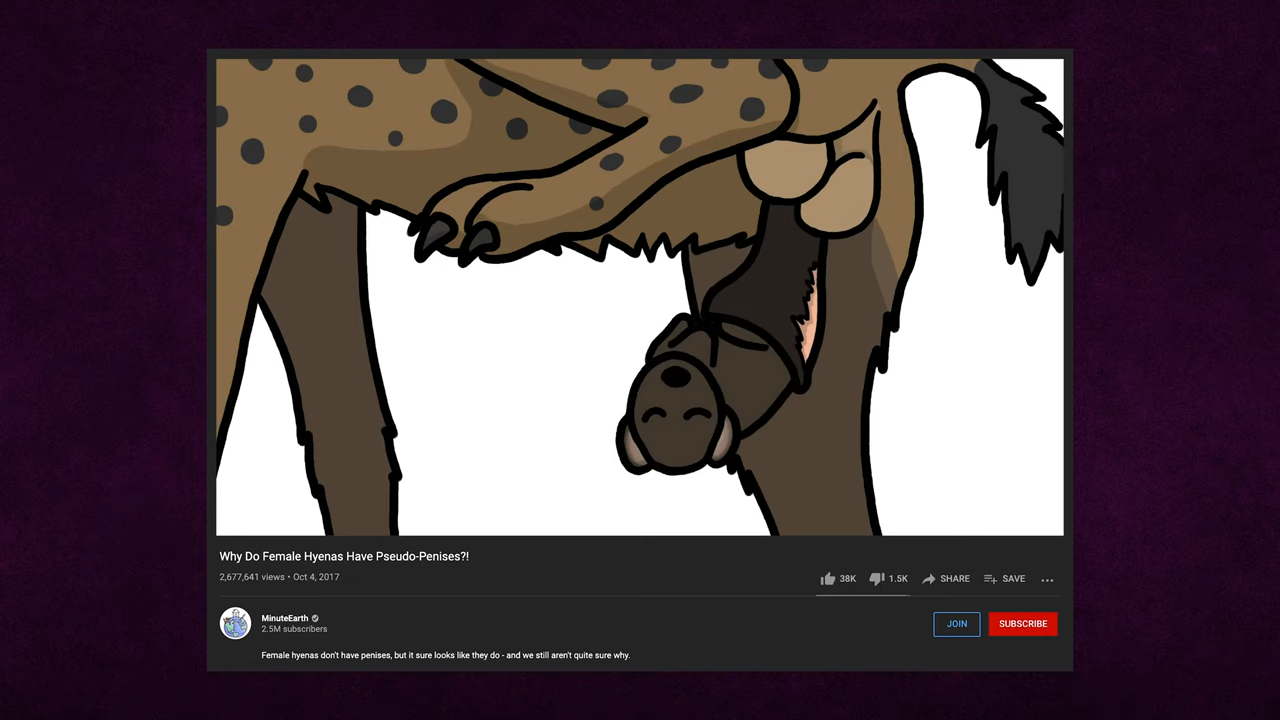 Why Do Female Hyenas Have Pseudo-Penises?!
2,677,641 views • Oct 4, 2017
38K 1.5K SHARE SAVE ...
MinuteEarth
2.5M subscribers
JOIN SUBSCRIBE
Female hyenas don't have penises, but it sure looks like they do - and we still aren't quite sure why.